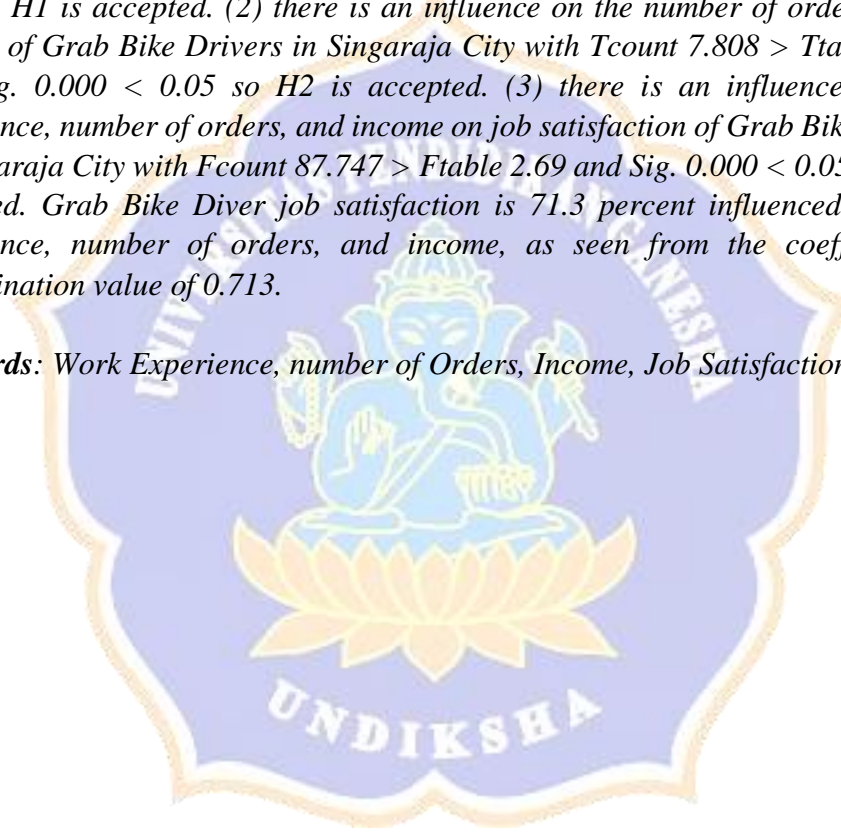 H1 is accepted. (2) there is an influence on the number of orde
of Grab Bike Drivers in Singaraja City with Tcount 7.808 > Tta
g. 0.000 < 0.05 so H2 is accepted. (3) there is an influence
ence, number of orders, and income on job satisfaction of Grab Bik
araja City with Fcount 87.747 > Ftable 2.69 and Sig. 0.000 < 0.05
ed. Grab Bike Diver job satisfaction is 71.3 percent influenced
ence, number of orders, and income, as seen from the coeff
ination value of 0.713.
rds: Work Experience, number of Orders, Income, Job Satisfaction
UNIVERSITAS PENDIDIKAN GANESHA
UNDIKSHA